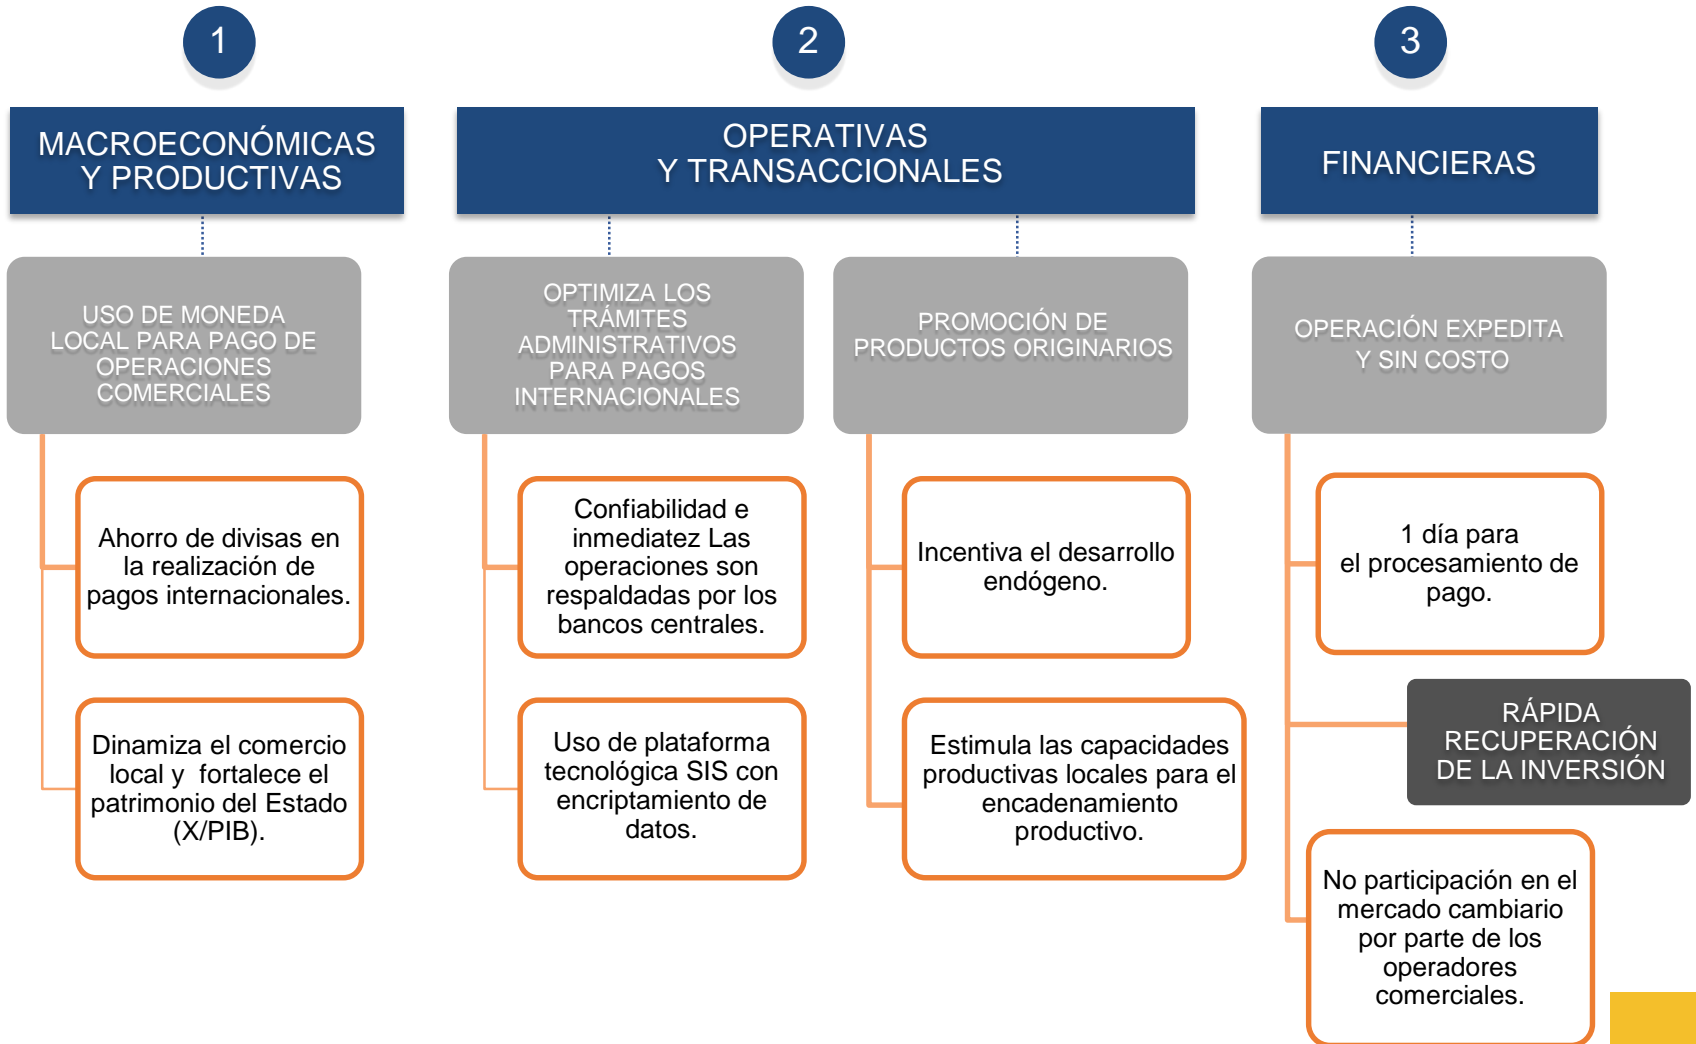 1
MACROECONÓMICAS
Y PRODUCTIVAS
USO DE MONEDA
LOCAL PARA PAGO DE
OPERACIONES
COMERCIALES
Ahorro de divisas en
la realización de
pagos internacionales.
Dinamiza el comercio
local y fortalece el
patrimonio del Estado
(X/PIB).
2
OPERATIVAS
Y TRANSACCIONALES
OPTIMIZA LOS
TRÁMITES
ADMINISTRATIVOS
PARA PAGOS
INTERNACIONALES
Confiabilidad e
inmediatez Las
operaciones son
respaldadas por los
bancos centrales.
Uso de plataforma
tecnológica SIS con
encriptamiento de
datos.
PROMOCIÓN DE
PRODUCTOS ORIGINARIOS
Incentiva el desarrollo
endógeno.
Estimula las capacidades
productivas locales para el
encadenamiento
productivo.
3
FINANCIERAS
OPERACIÓN EXPEDITA
Y SIN COSTO
1 día para
el procesamiento de
pago.
RÁPIDA
RECUPERACIÓN
DE LA INVERSIÓN
No participación en el
mercado cambiario
por parte de los
operadores
comerciales.